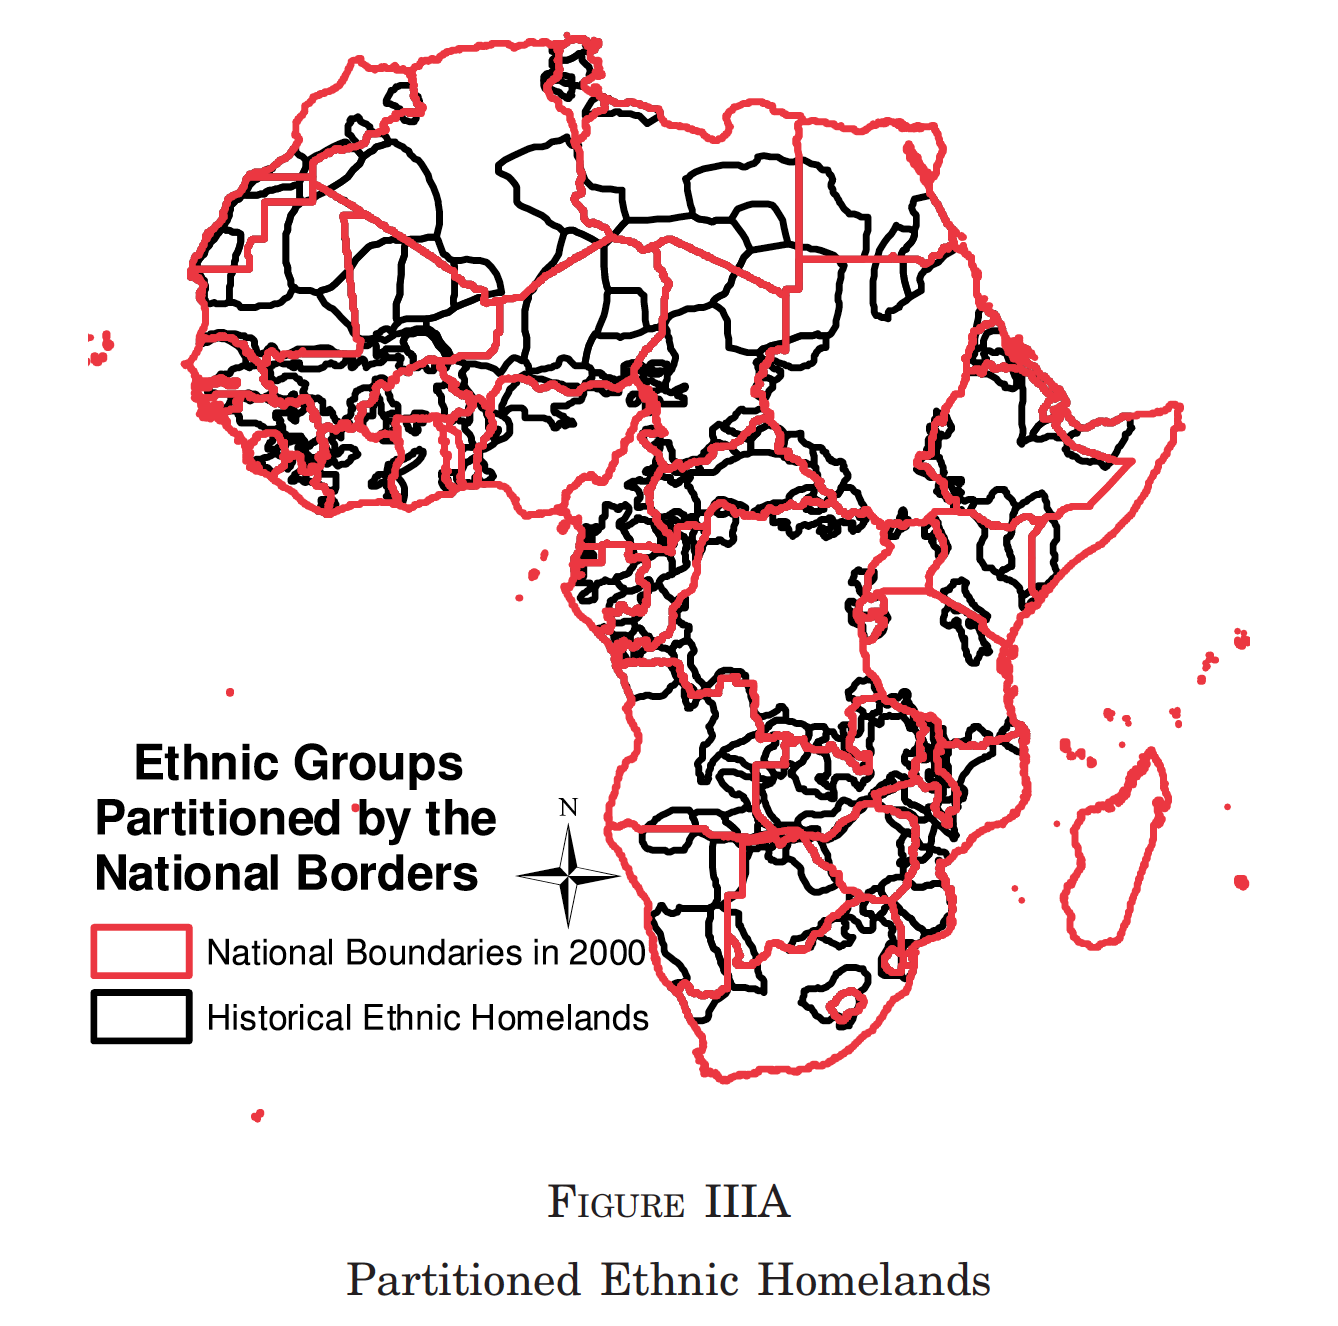 Ethnic Groups
Partitioned by the
National Borders
N
National Boundaries in 2000
Historical Ethnic Homelands
FIGURE IIIA
Partitioned Ethnic Homelands